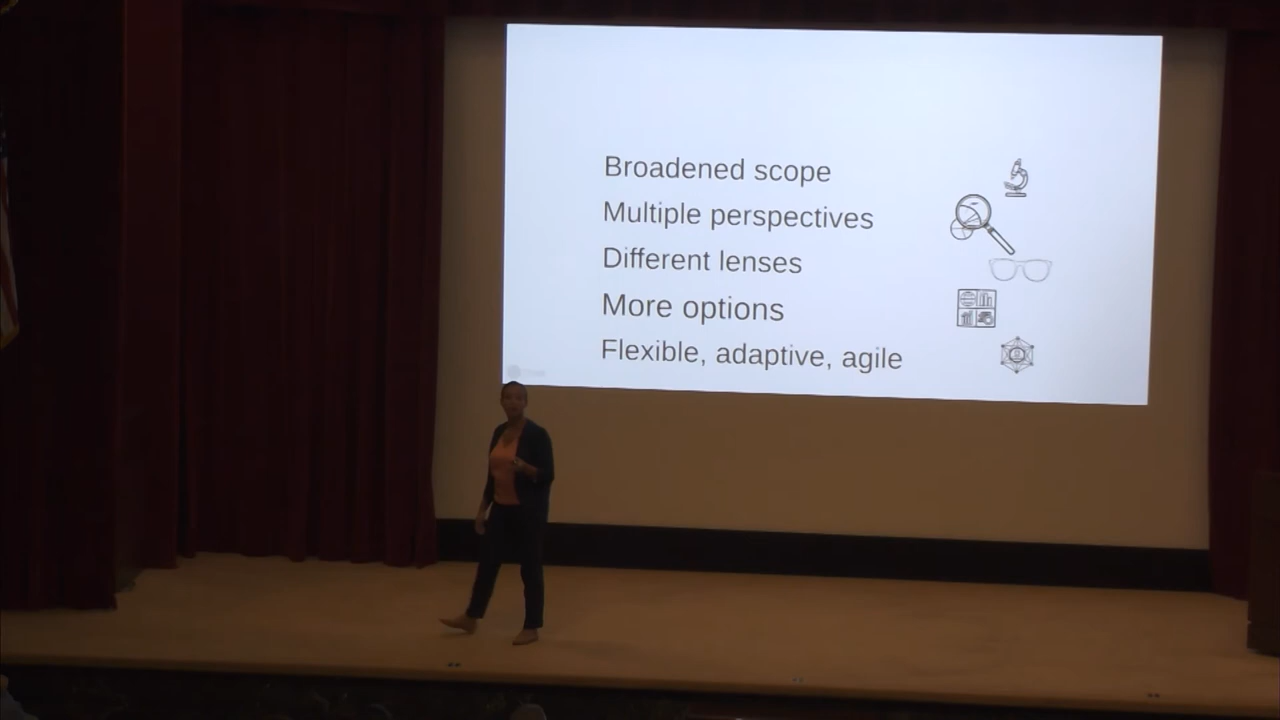 Broadened scope
Multiple perspectives
Different lenses
More options
Flexible, adaptive, agile